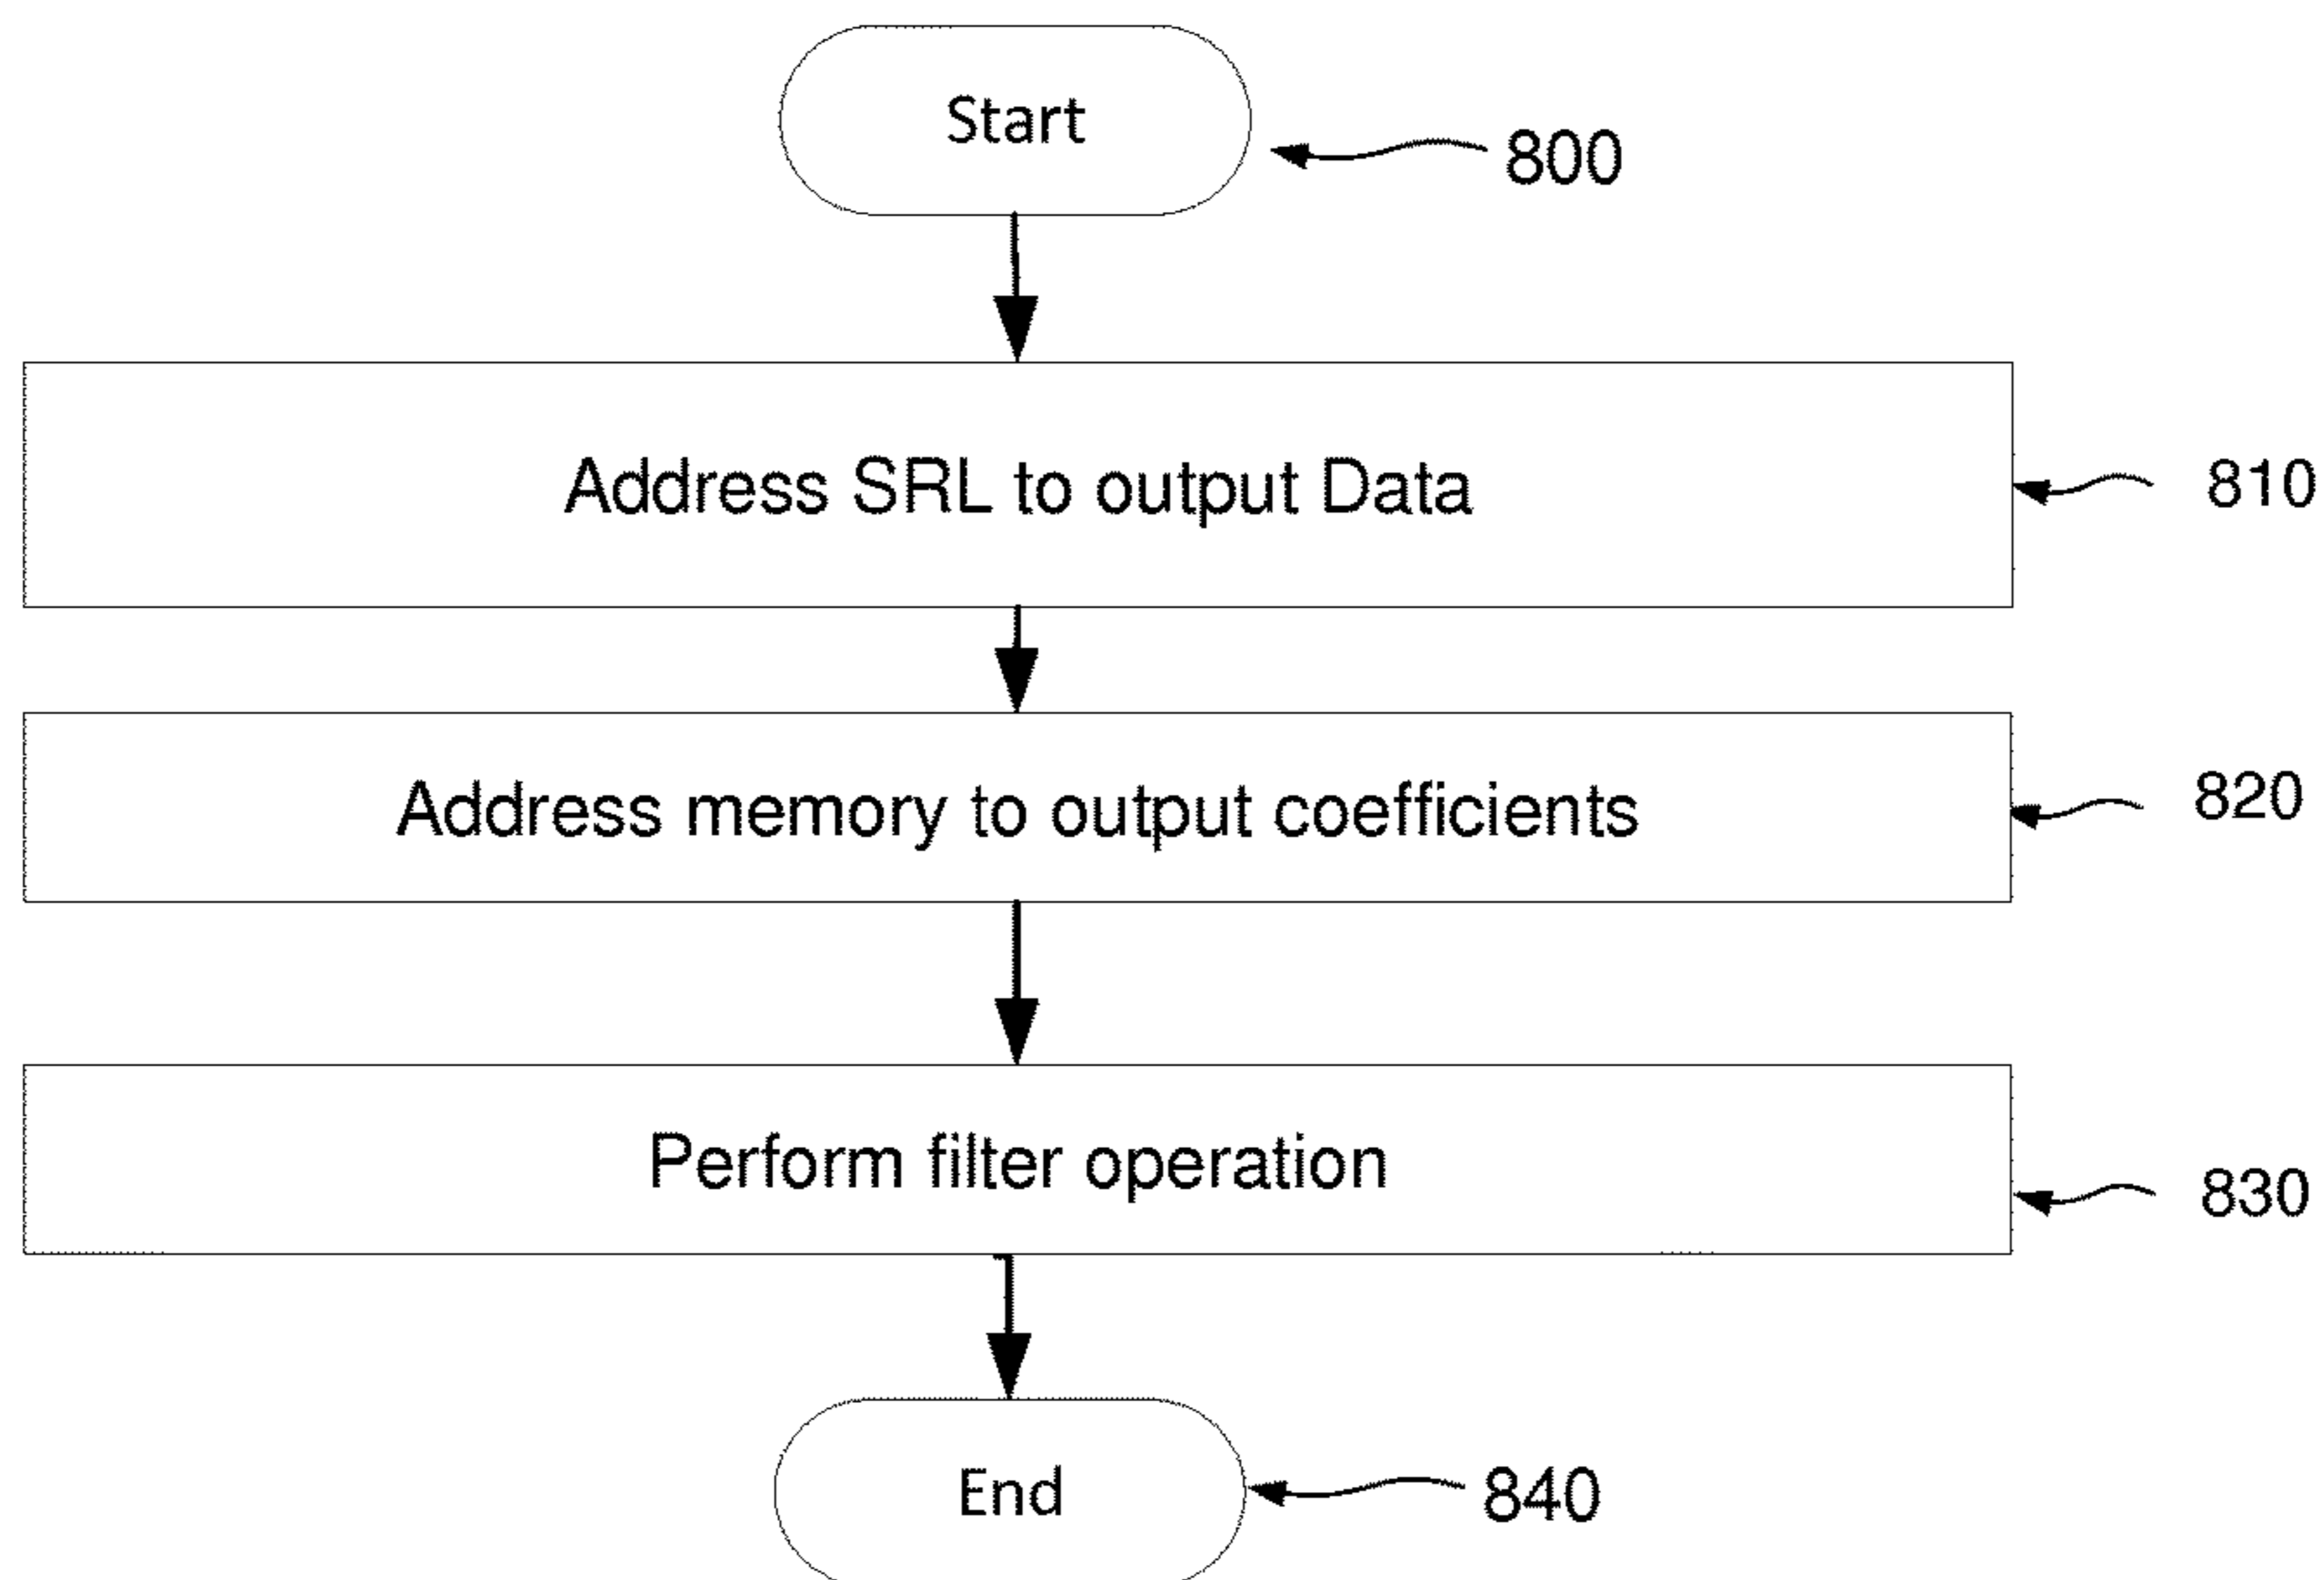 Start
800
Address SRL to output Data
810
Address memory to output coefficients
820
Perform filter operation
830
End
840